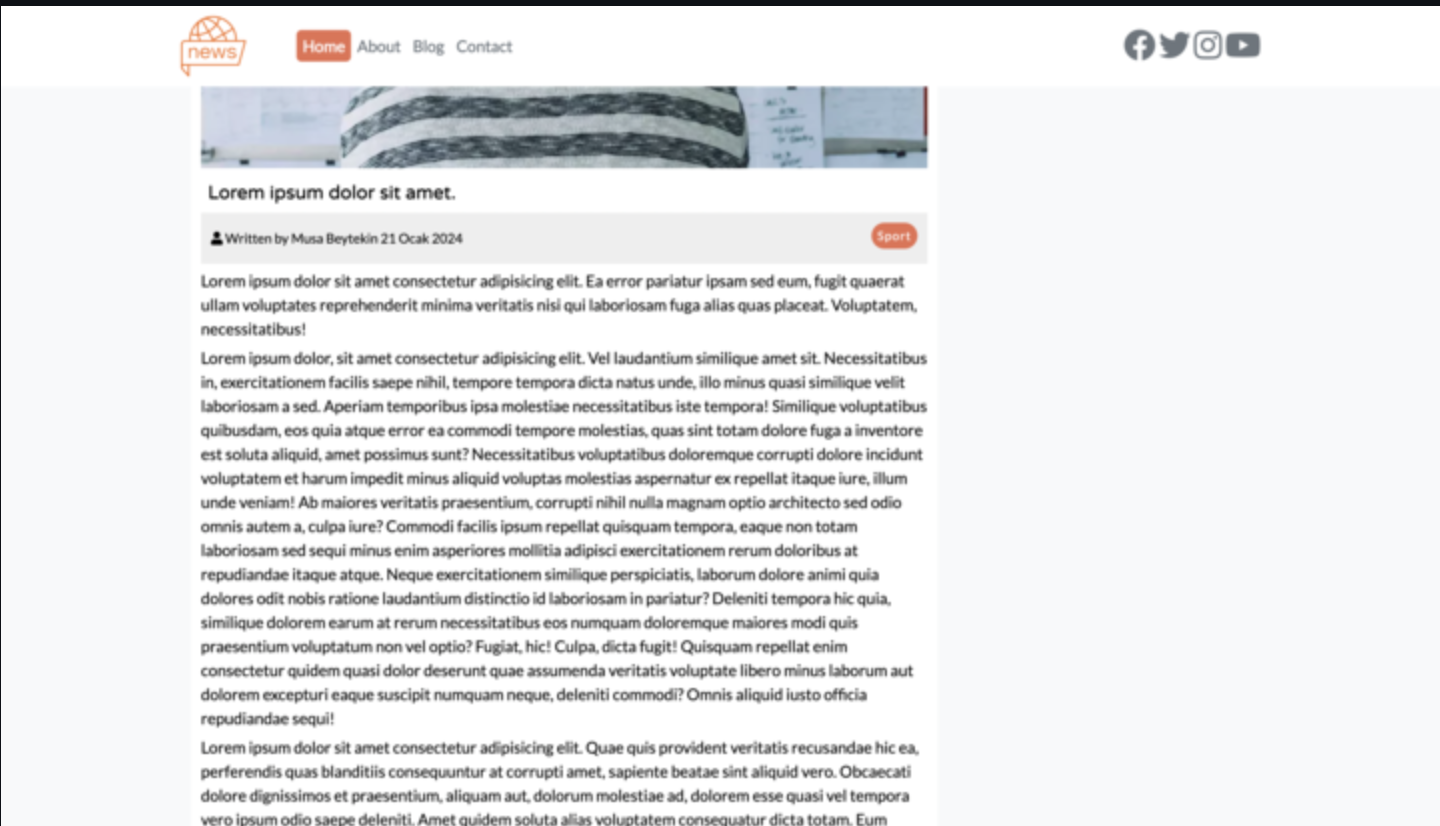 news
Home About Blog Contact
Lorem ipsum dolor sit amet.
Written by Musa Beytekin 21 Ocak 2024
Sport
Lorem ipsum dolor sit amet consectetur adipisicing elit. Ea error pariatur ipsam sed eum, fugit quaerat
ullam voluptates reprehenderit minima veritatis nisi qui laboriosam fuga alias quas placeat. Voluptatem,
necessitatibus!
Lorem ipsum dolor, sit amet consectetur adipisicing elit. Vel laudantium similique amet sit. Necessitatibus
in, exercitationem facilis saepe nihil, tempore tempora dicta natus unde, illo minus quasi similique velit
laboriosam a sed. Aperiam temporibus ipsa molestiae necessitatibus iste tempora! Similique voluptatibus
quibusdam, eos quia atque error ea commodi tempore molestias, quas sint totam dolore fuga a inventore
est soluta aliquid, amet possimus sunt? Necessitatibus voluptatibus doloremque corrupti dolore incidunt
voluptatem et harum impedit minus aliquid voluptas molestias aspernatur ex repellat itaque iure, illum
unde veniam! Ab maiores veritatis praesentium, corrupti nihil nulla magnam optio architecto sed odio
omnis autem a, culpa iure? Commodi facilis ipsum repellat quisquam tempora, eaque non totam
laboriosam sed sequi minus enim asperiores mollitia adipisci exercitationem rerum doloribus at
repudiandae itaque atque. Neque exercitationem similique perspiciatis, laborum dolore animi quia
dolores odit nobis ratione laudantium distinctio id laboriosam in pariatur? Deleniti tempora hic quia,
similique dolorem earum at rerum necessitatibus eos numquam doloremque maiores modi quis
praesentium voluptatum non vel optio? Fugiat, hic! Culpa, dicta fugit! Quisquam repellat enim
consectetur quidem quasi dolor deserunt quae assumenda veritatis voluptate libero minus laborum aut
dolorem excepturi eaque suscipit numquam neque, deleniti commodi? Omnis aliquid iusto officia
repudiandae sequi!
Lorem ipsum dolor sit amet consectetur adipisicing elit. Quae quis provident veritatis recusandae hic ea,
perferendis quas blanditiis consequuntur at corrupti amet, sapiente beatae sint aliquid vero. Obcaecati
dolore dignissimos et praesentium, aliquam aut, dolorum molestiae ad, dolorem esse quasi vel tempora
vero ipsum odio saepe deleniti. Amet quidem soluta alias voluptatem consequatur dicta totam. Eum